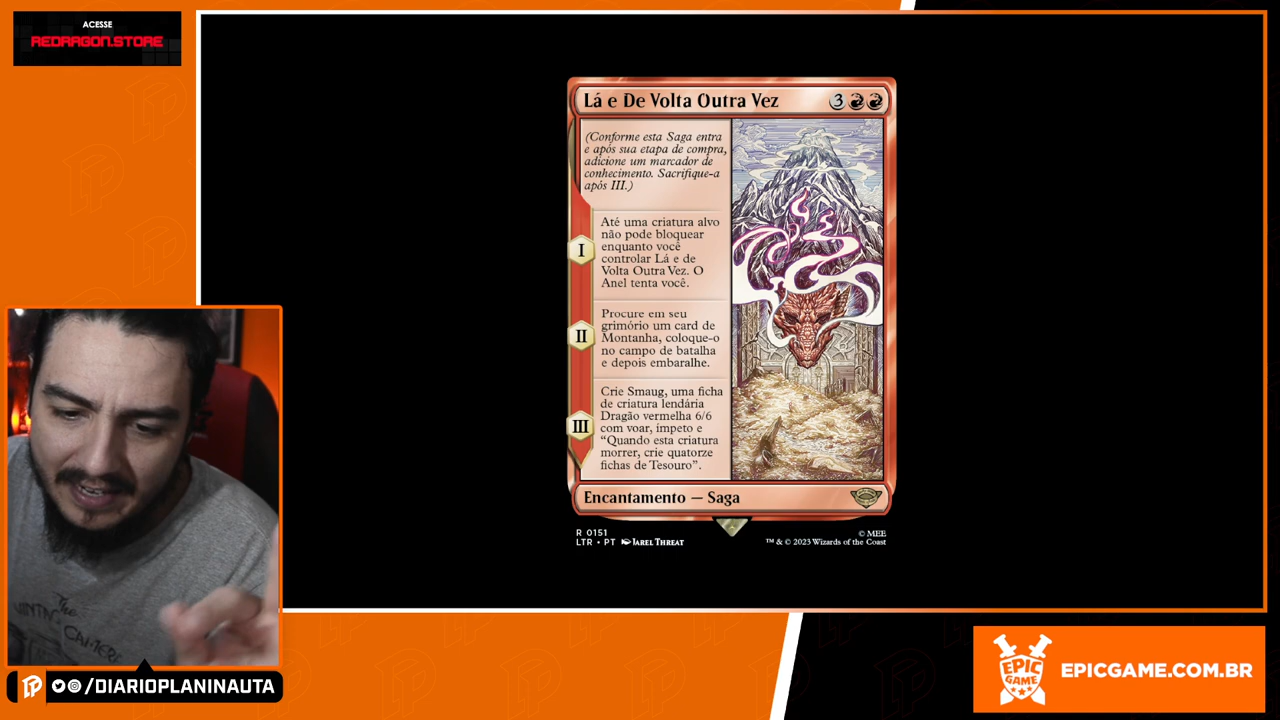 ACESSE
REDRAGON.STORE
Lá e De Volta Outra Vez 3
(Conforme esta Saga entra
e após sua etapa de compra,
adicione um marcador de
conhecimento. Sacrifique-a
após III.)
I
Até uma criatura alvo
não pode bloquear
enquanto você
controlar Lá e de
Volta Outra Vez. O
Anel tenta você.
II
Procure em seu
grimório um card de
Montanha, coloque-o
no campo de batalha
e depois embaralhe.
III
Crie Smaug, uma ficha
de criatura lendária
Dragão vermelha 6/6
com voar, ímpeto e
“Quando esta criatura
morrer, crie quatorze
fichas de Tesouro”.
Encantamento — Saga
R 0151
LTR • PT JAREL THREAT
© MEE
™ & © 2023 Wizards of the Coast
The
VINTAGE
/DIARIOPLANINAUTA
EPIC
GAME
EPICGAME.COM.BR